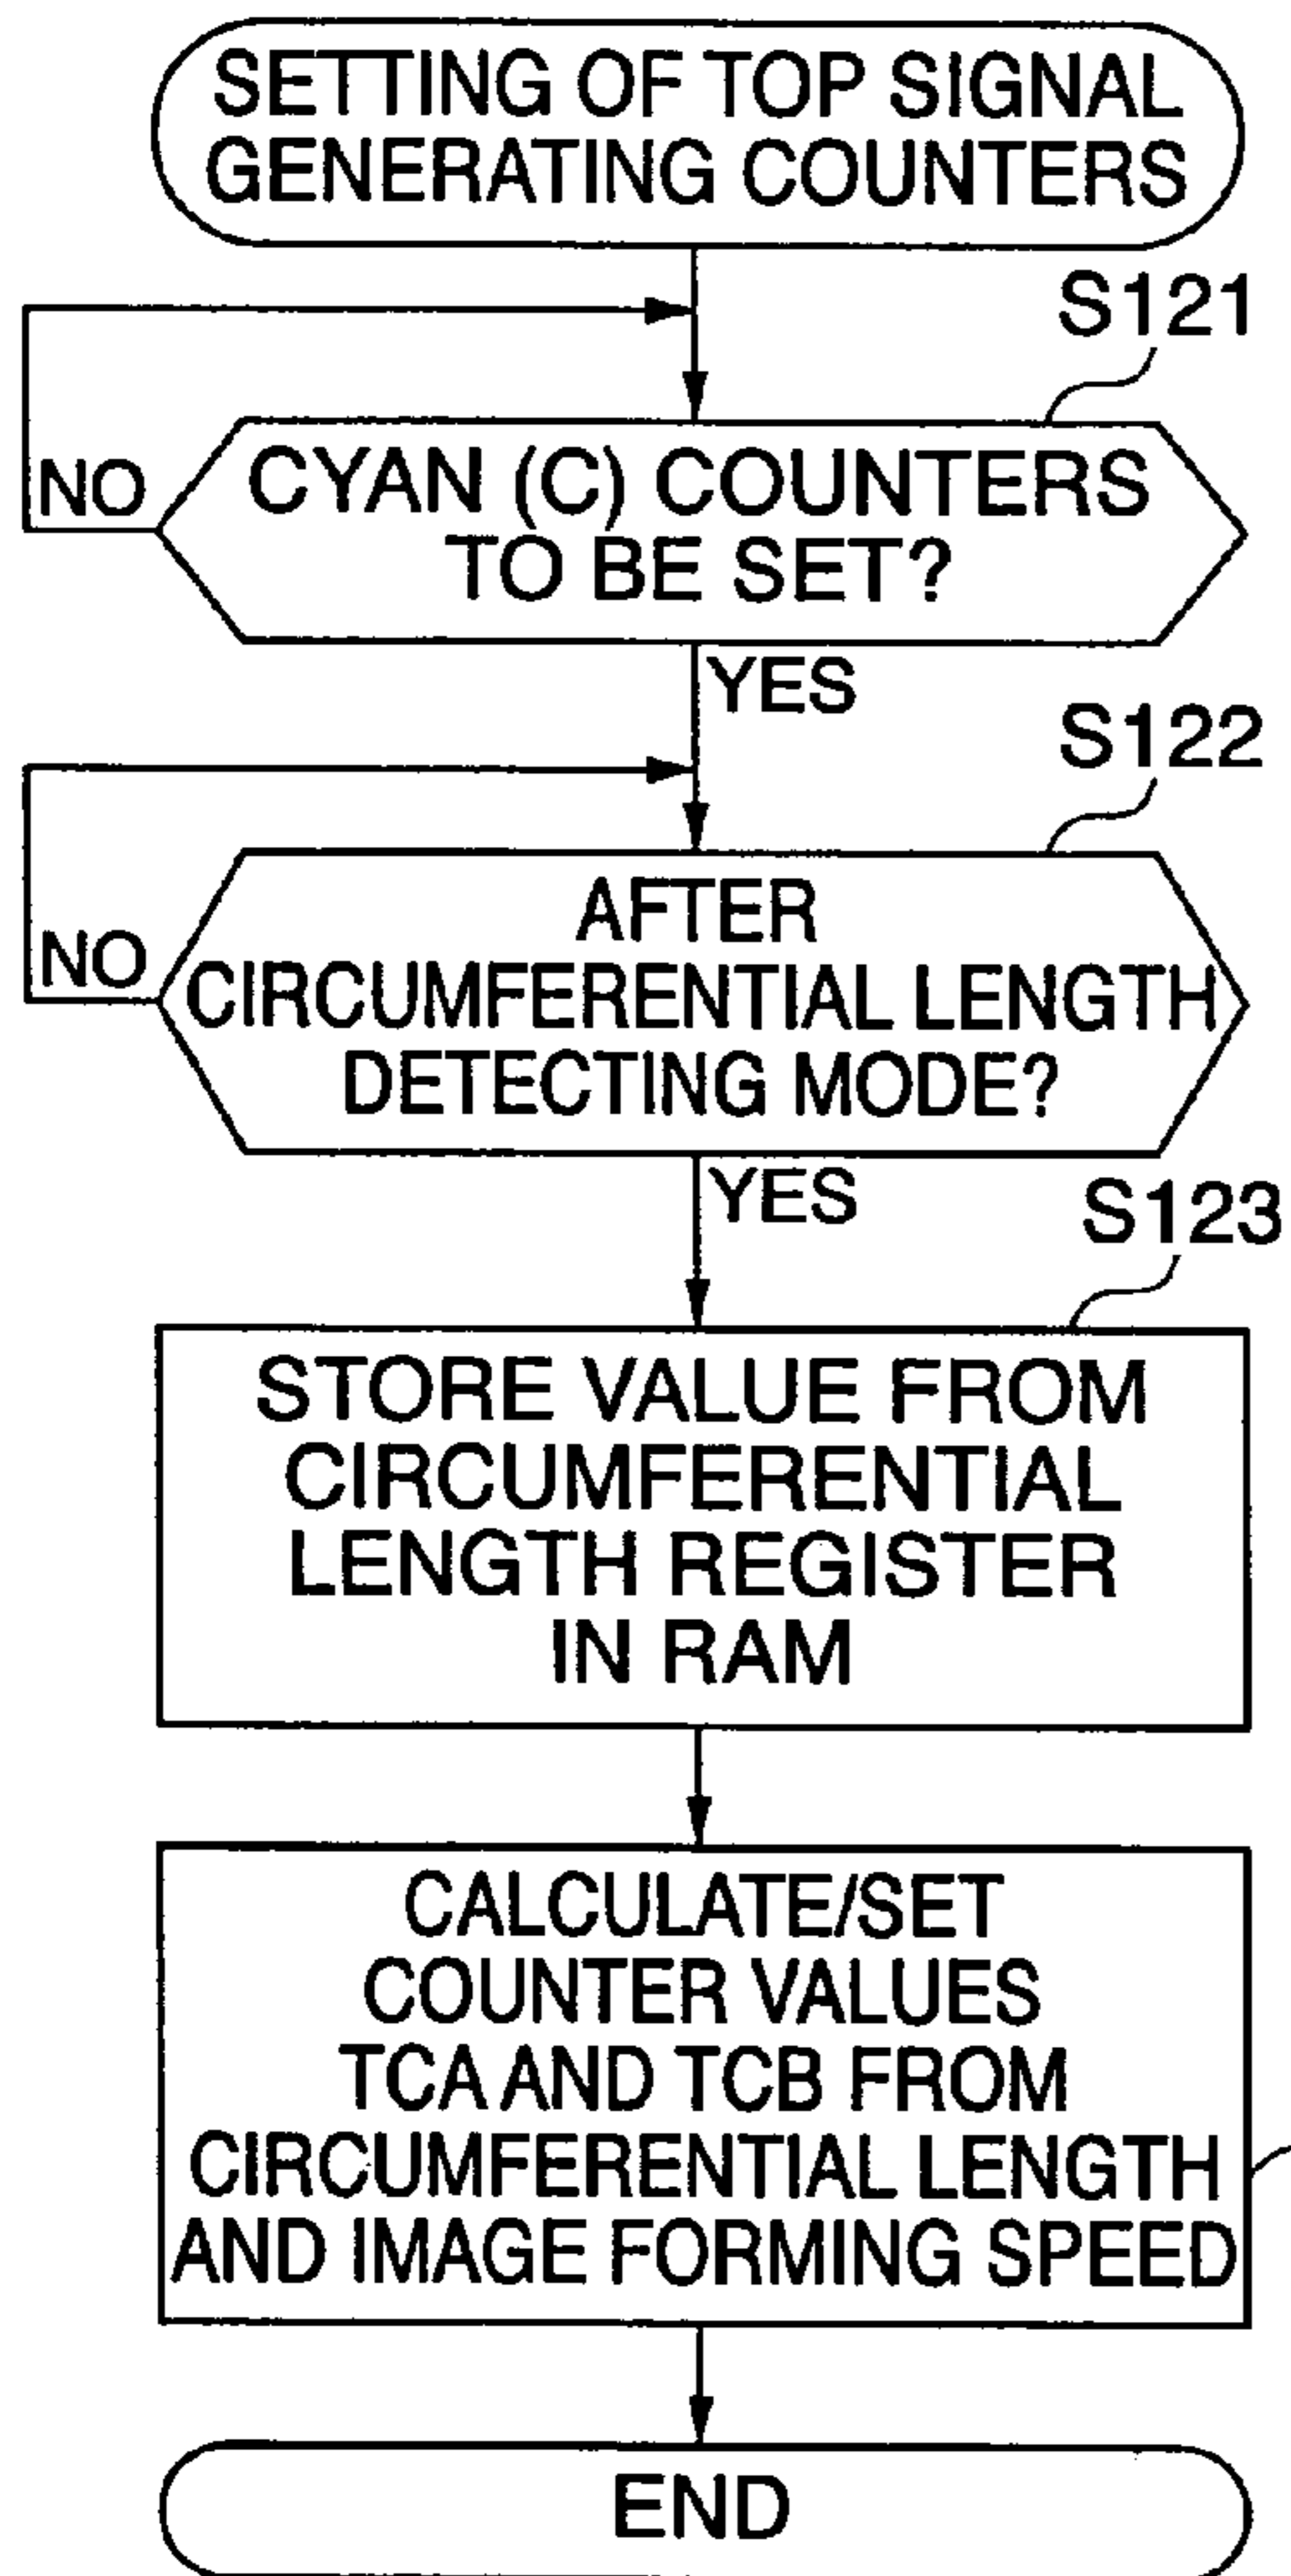 SETTING OF TOP SIGNAL
GENERATING COUNTERS
S121
NO
CYAN (C) COUNTERS
TO BE SET?
YES
S122
NO
AFTER
CIRCUMFERENTIAL LENGTH
DETECTING MODE?
YES
S123
STORE VALUE FROM
CIRCUMFERENTIAL
LENGTH REGISTER
IN RAM
CALCULATE/SET
COUNTER VALUES
TCA AND TCB FROM
CIRCUMFERENTIAL LENGTH
AND IMAGE FORMING SPEED
END